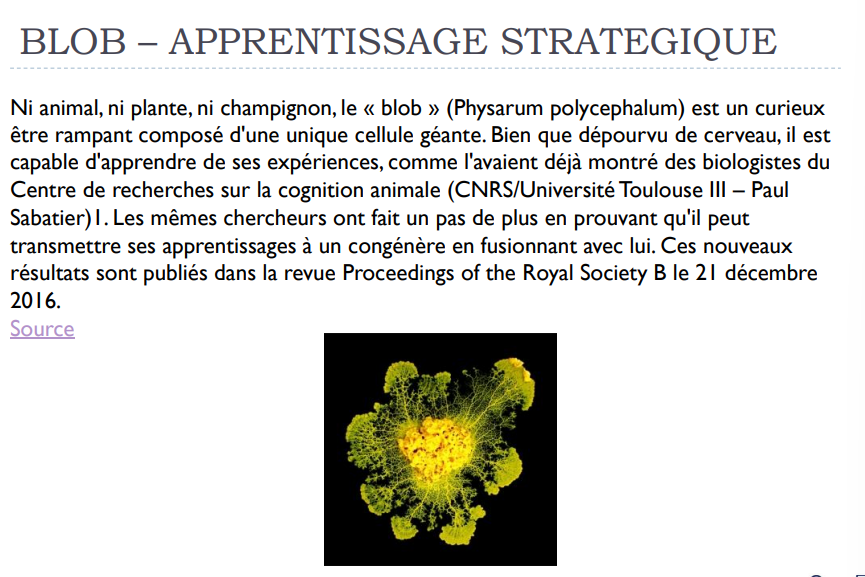 BLOB – APPRENTISSAGE STRATEGIQUE
Ni animal, ni plante, ni champignon, le « blob » (Physarum polycephalum) est un curieux
être rampant composé d'une unique cellule géante. Bien que dépourvu de cerveau, il est
capable d'apprendre de ses expériences, comme l'avaient déjà montré des biologistes du
Centre de recherches sur la cognition animale (CNRS/Université Toulouse III – Paul
Sabatier)1. Les mêmes chercheurs ont fait un pas de plus en prouvant qu'il peut
transmettre ses apprentissages à un congénère en fusionnant avec lui. Ces nouveaux
résultats sont publiés dans la revue Proceedings of the Royal Society B le 21 décembre
2016.
Source